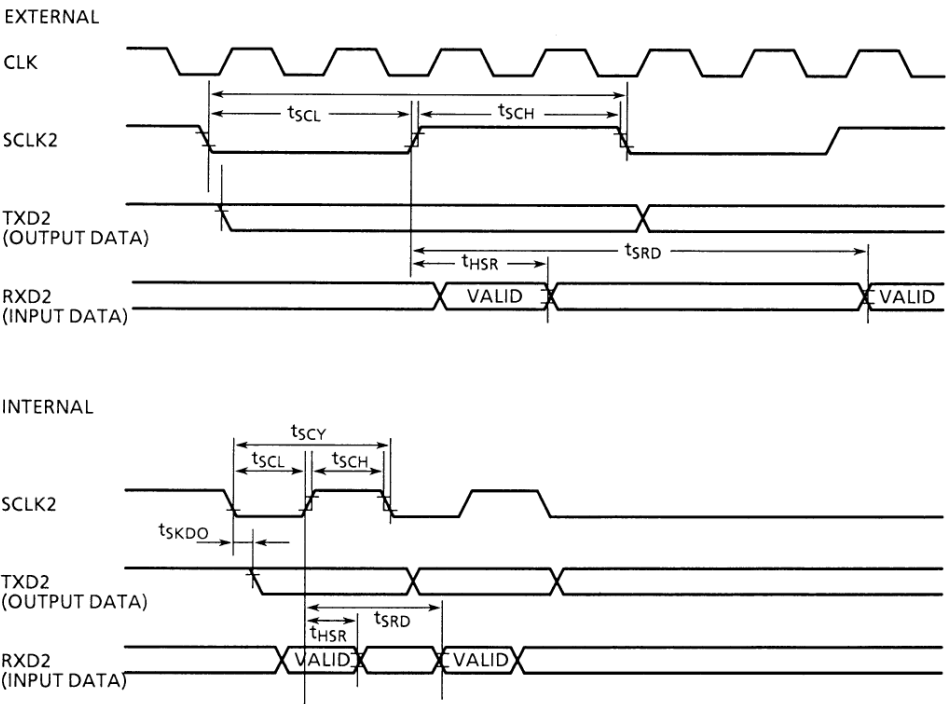 EXTERNAL
CLK
tSCL
tSCH
SCLK2
TXD2
(OUTPUT DATA)
tSRD
tHSR
RXD2
(INPUT DATA)
VALID
VALID
INTERNAL
tSCY
tSCL
tSCH
SCLK2
tSKDO
TXD2
(OUTPUT DATA)
tSRD
tHSR
RXD2
(INPUT DATA)
VALID
VALID